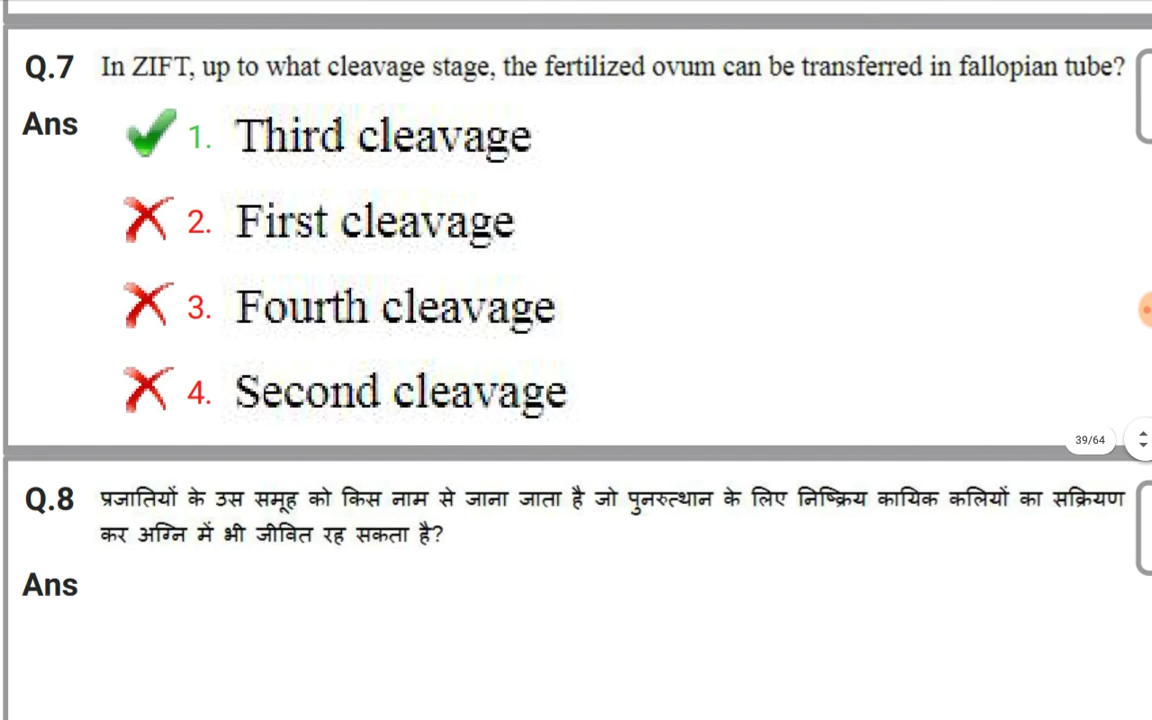 Q.7 In ZIFT, up to what cleavage stage, the fertilized ovum can be transferred in fallopian tube?
Ans
1. Third cleavage
2. First cleavage
3. Fourth cleavage
4. Second cleavage
39/64
Q.8 प्रजातियों के उस समूह को किस नाम से जाना जाता है जो पुनरुत्थान के लिए निष्क्रिय कायिक कलियों का सक्रियण
कर अग्नि में भी जीवित रह सकता है?
Ans